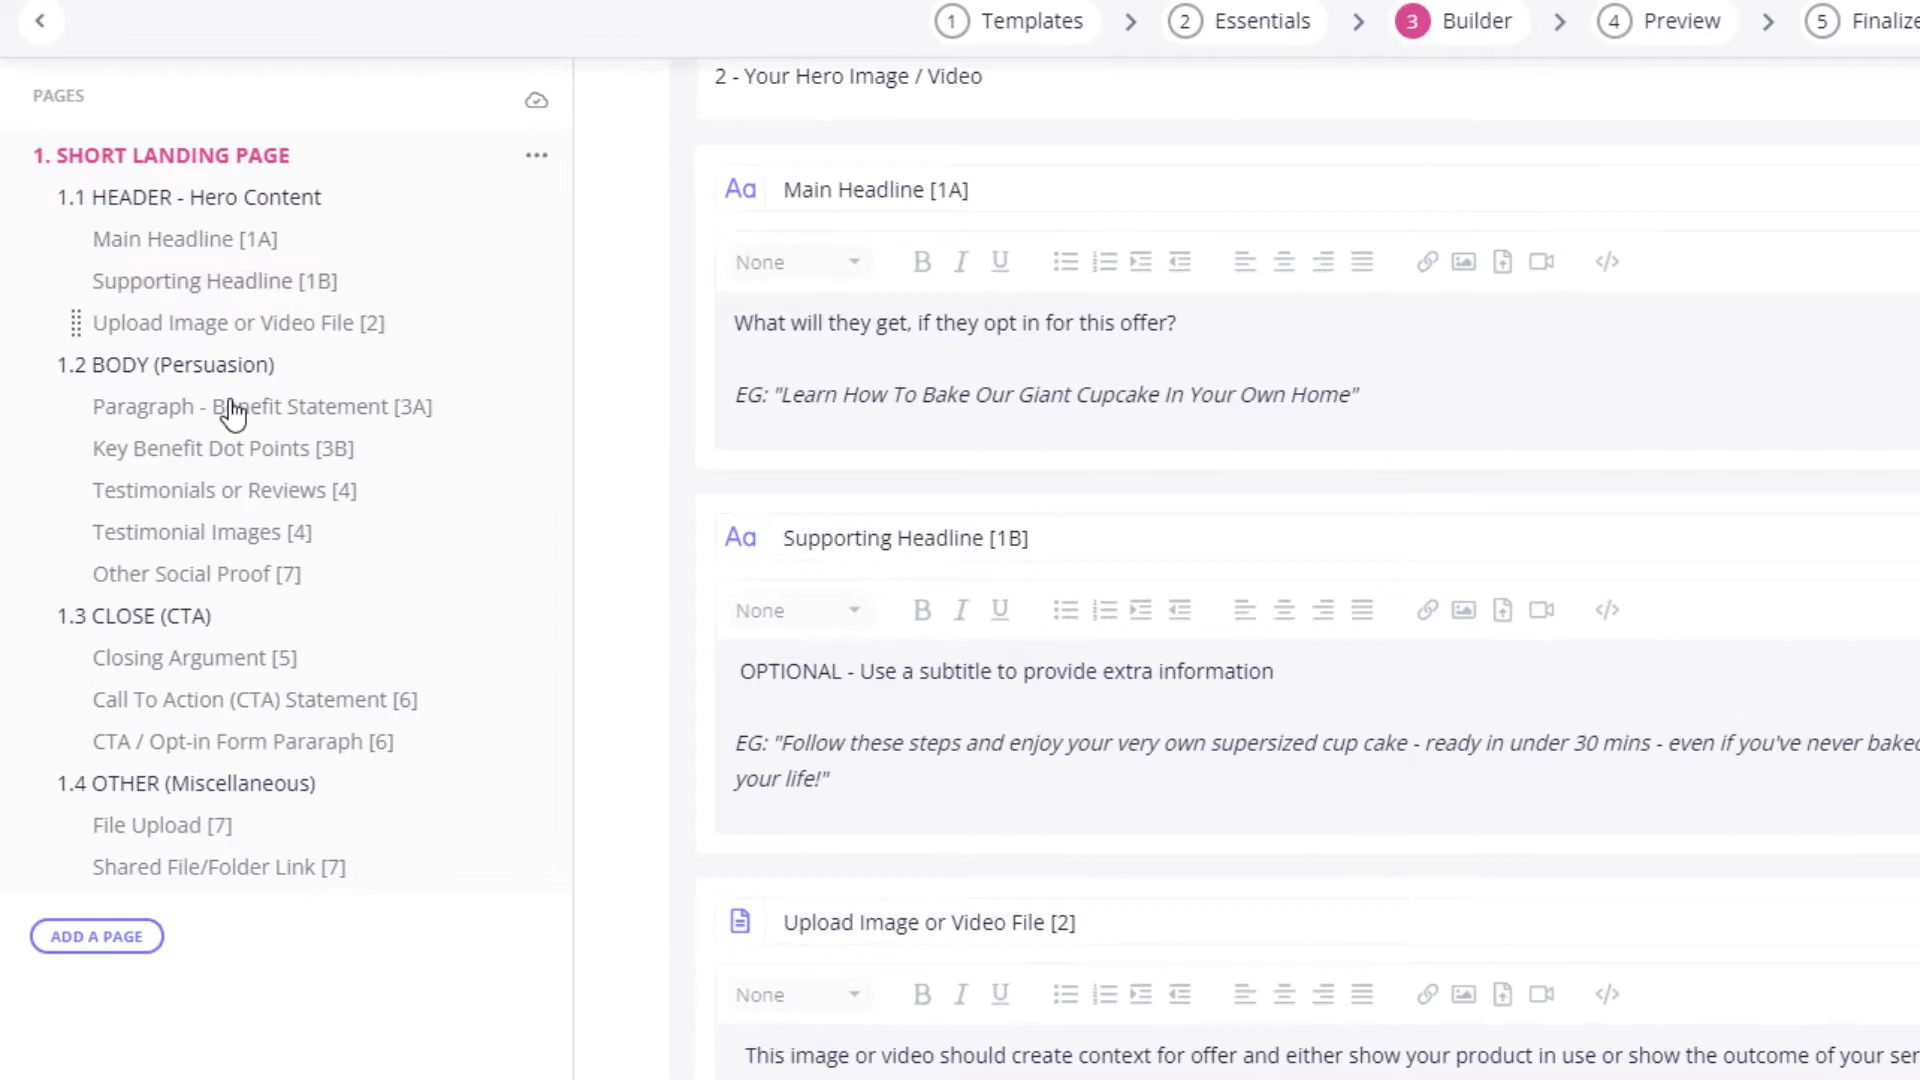 1 Templates
2 Essentials
3 Builder
4 Preview
5 Finalize
PAGES
1. SHORT LANDING PAGE
1.1 HEADER - Hero Content
Main Headline [1A]
Supporting Headline [1B]
Upload Image or Video File [2]
1.2 BODY (Persuasion)
Paragraph - Benefit Statement [3A]
Key Benefit Dot Points [3B]
Testimonials or Reviews [4]
Testimonial Images [4]
Other Social Proof [7]
1.3 CLOSE (CTA)
Closing Argument [5]
Call To Action (CTA) Statement [6]
CTA / Opt-in Form Pararaph [6]
1.4 OTHER (Miscellaneous)
File Upload [7]
Shared File/Folder Link [7]
ADD A PAGE
2 - Your Hero Image / Video
Aa Main Headline [1A]
None B I U </>
What will they get, if they opt in for this offer?
EG: "Learn How To Bake Our Giant Cupcake In Your Own Home"
Aa Supporting Headline [1B]
None B I U </>
OPTIONAL - Use a subtitle to provide extra information
EG: "Follow these steps and enjoy your very own supersized cup cake - ready in under 30 mins - even if you've never baked
your life!"
Upload Image or Video File [2]
None B I U </>
This image or video should create context for offer and either show your product in use or show the outcome of your ser